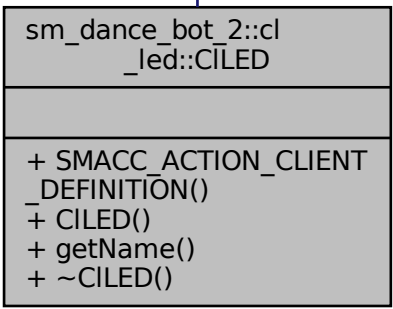 sm_dance_bot_2::cl
_led::ClLED
+ SMACC_ACTION_CLIENT
_DEFINITION()
+ ClLED()
+ getName()
+ ~ClLED()